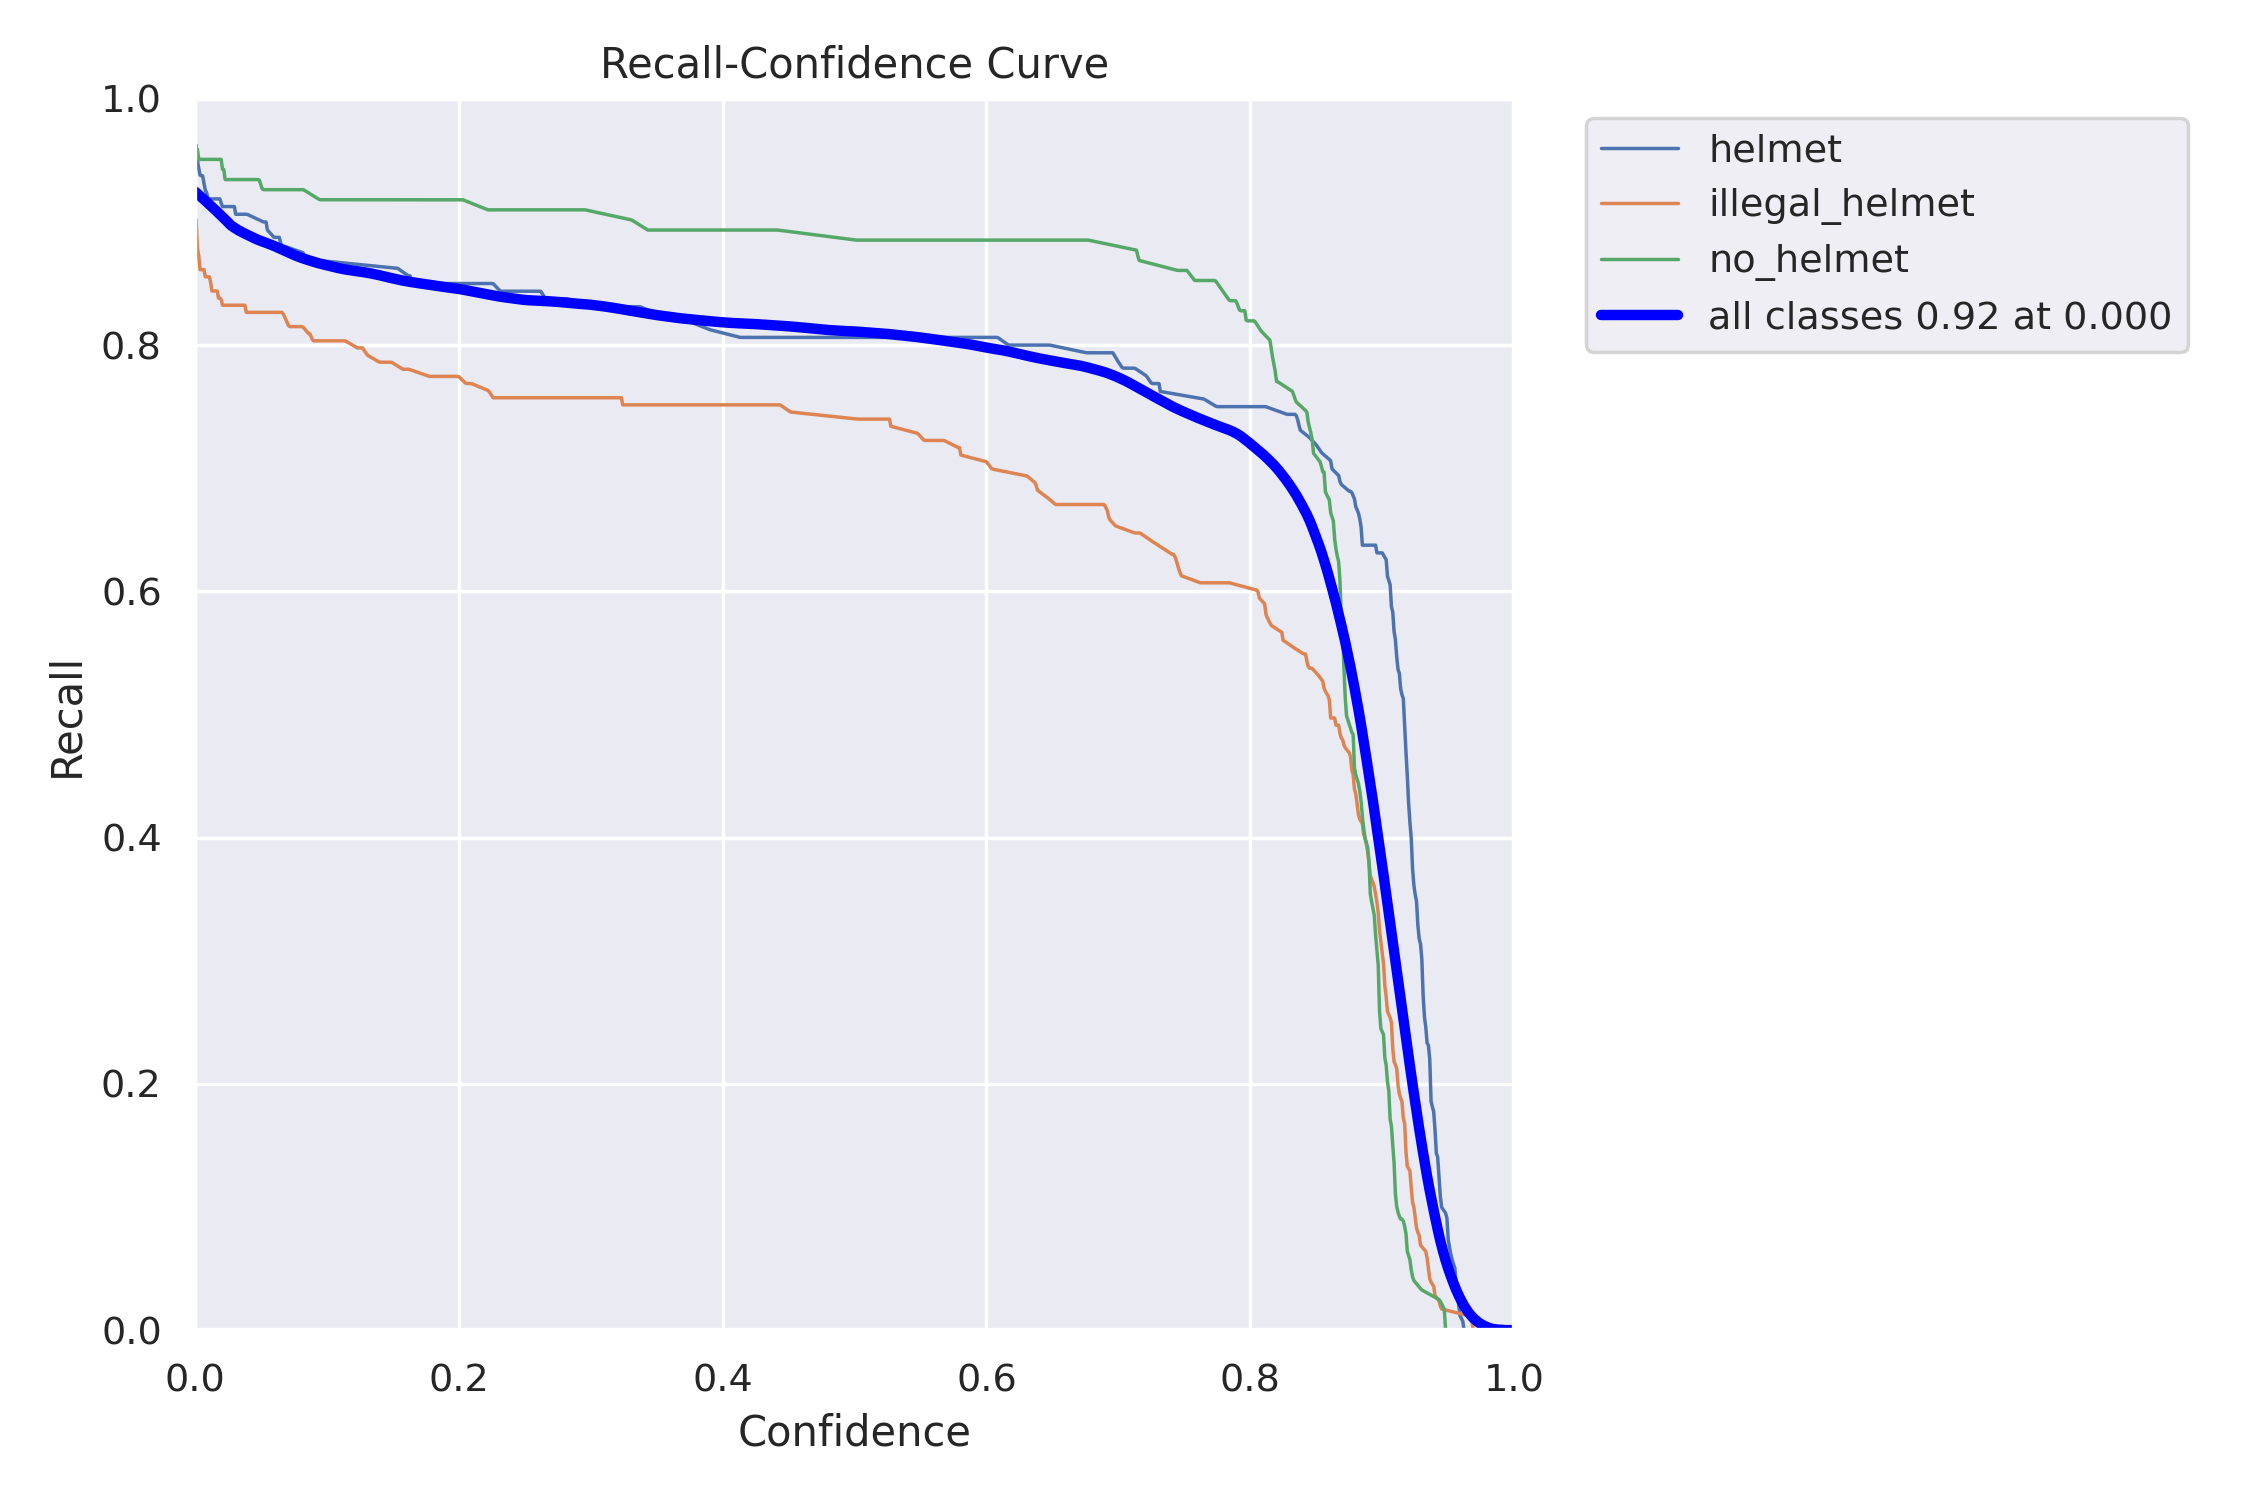 Recall-Confidence Curve
1.0
0.8
0.6
0.4
0.2
0.0
Recall
0.0 0.2 0.4 0.6 0.8 1.0
Confidence
helmet
illegal_helmet
no_helmet
all classes 0.92 at 0.000